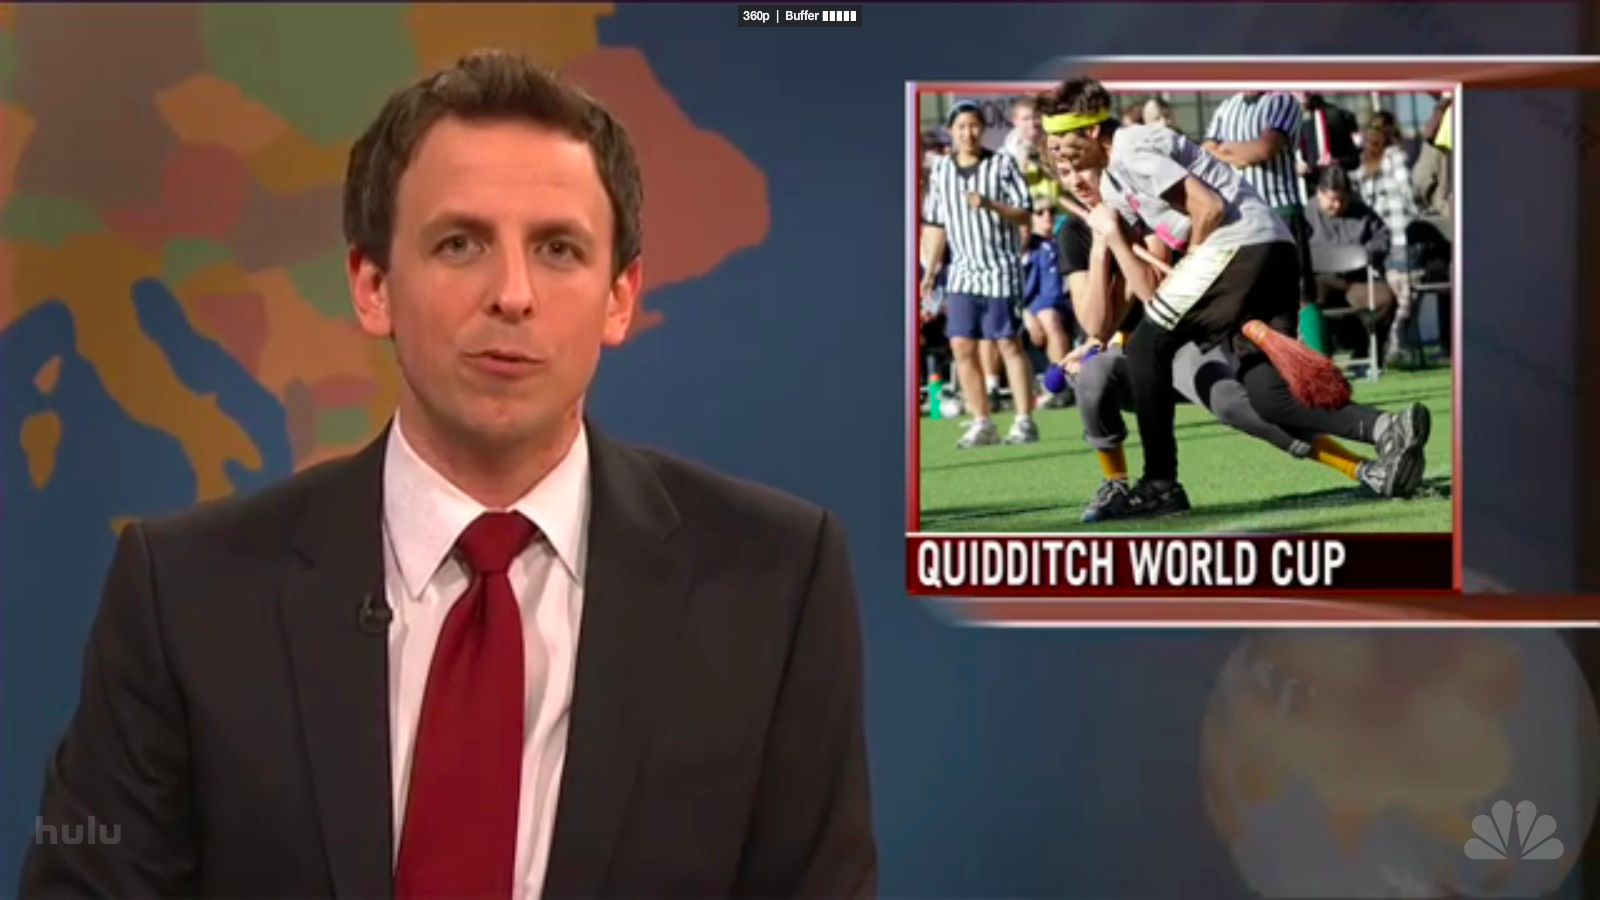 360p | Buffer
QUIDDITCH WORLD CUP
hulu